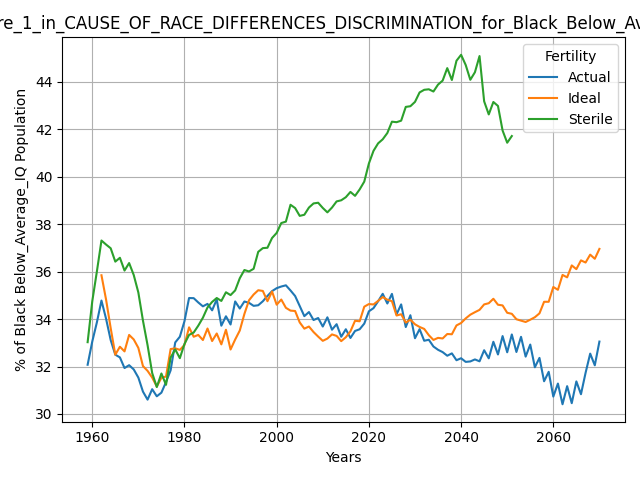 re_1_in_CAUSE_OF_RACE_DIFFERENCES_DISCRIMINATION_for_Black_Below_Av
Fertility
Actual
Ideal
Sterile
% of Black Below_Average_IQ Population
44
42
40
38
36
34
32
30
1960
1980
2000
2020
2040
2060
Years